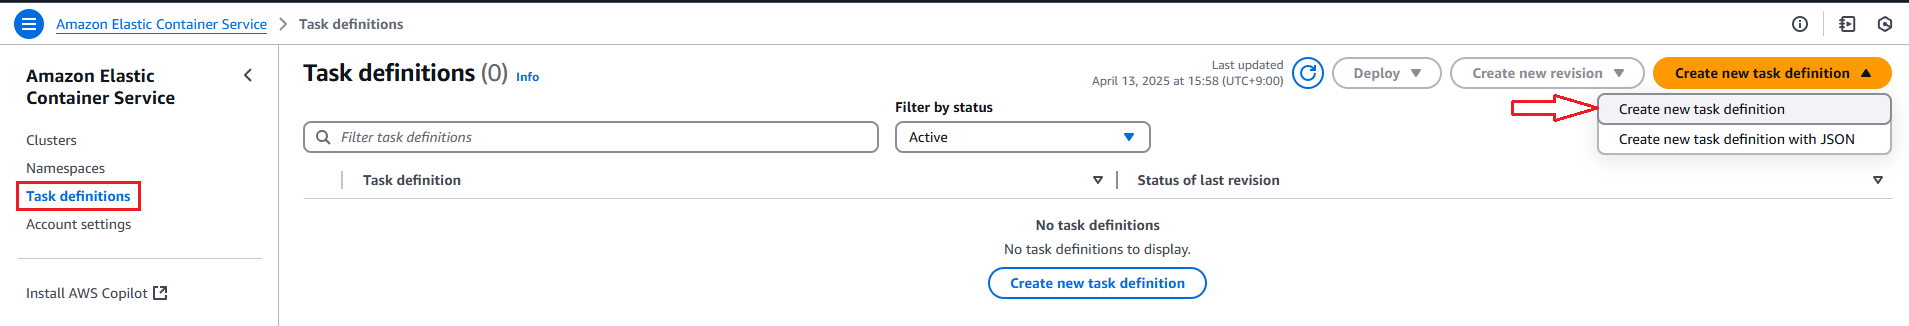 Amazon Elastic Container Service > Task definitions
Amazon Elastic
Container Service
Clusters
Namespaces
Task definitions
Account settings
Install AWS Copilot
Task definitions (0) Info
Last updated
April 13, 2025 at 15:58 (UTC+9:00)
Deploy
Create new revision
Create new task definition
Create new task definition
Create new task definition with JSON
Filter by status
Filter task definitions
Active
Task definition
Status of last revision
No task definitions
No task definitions to display.
Create new task definition